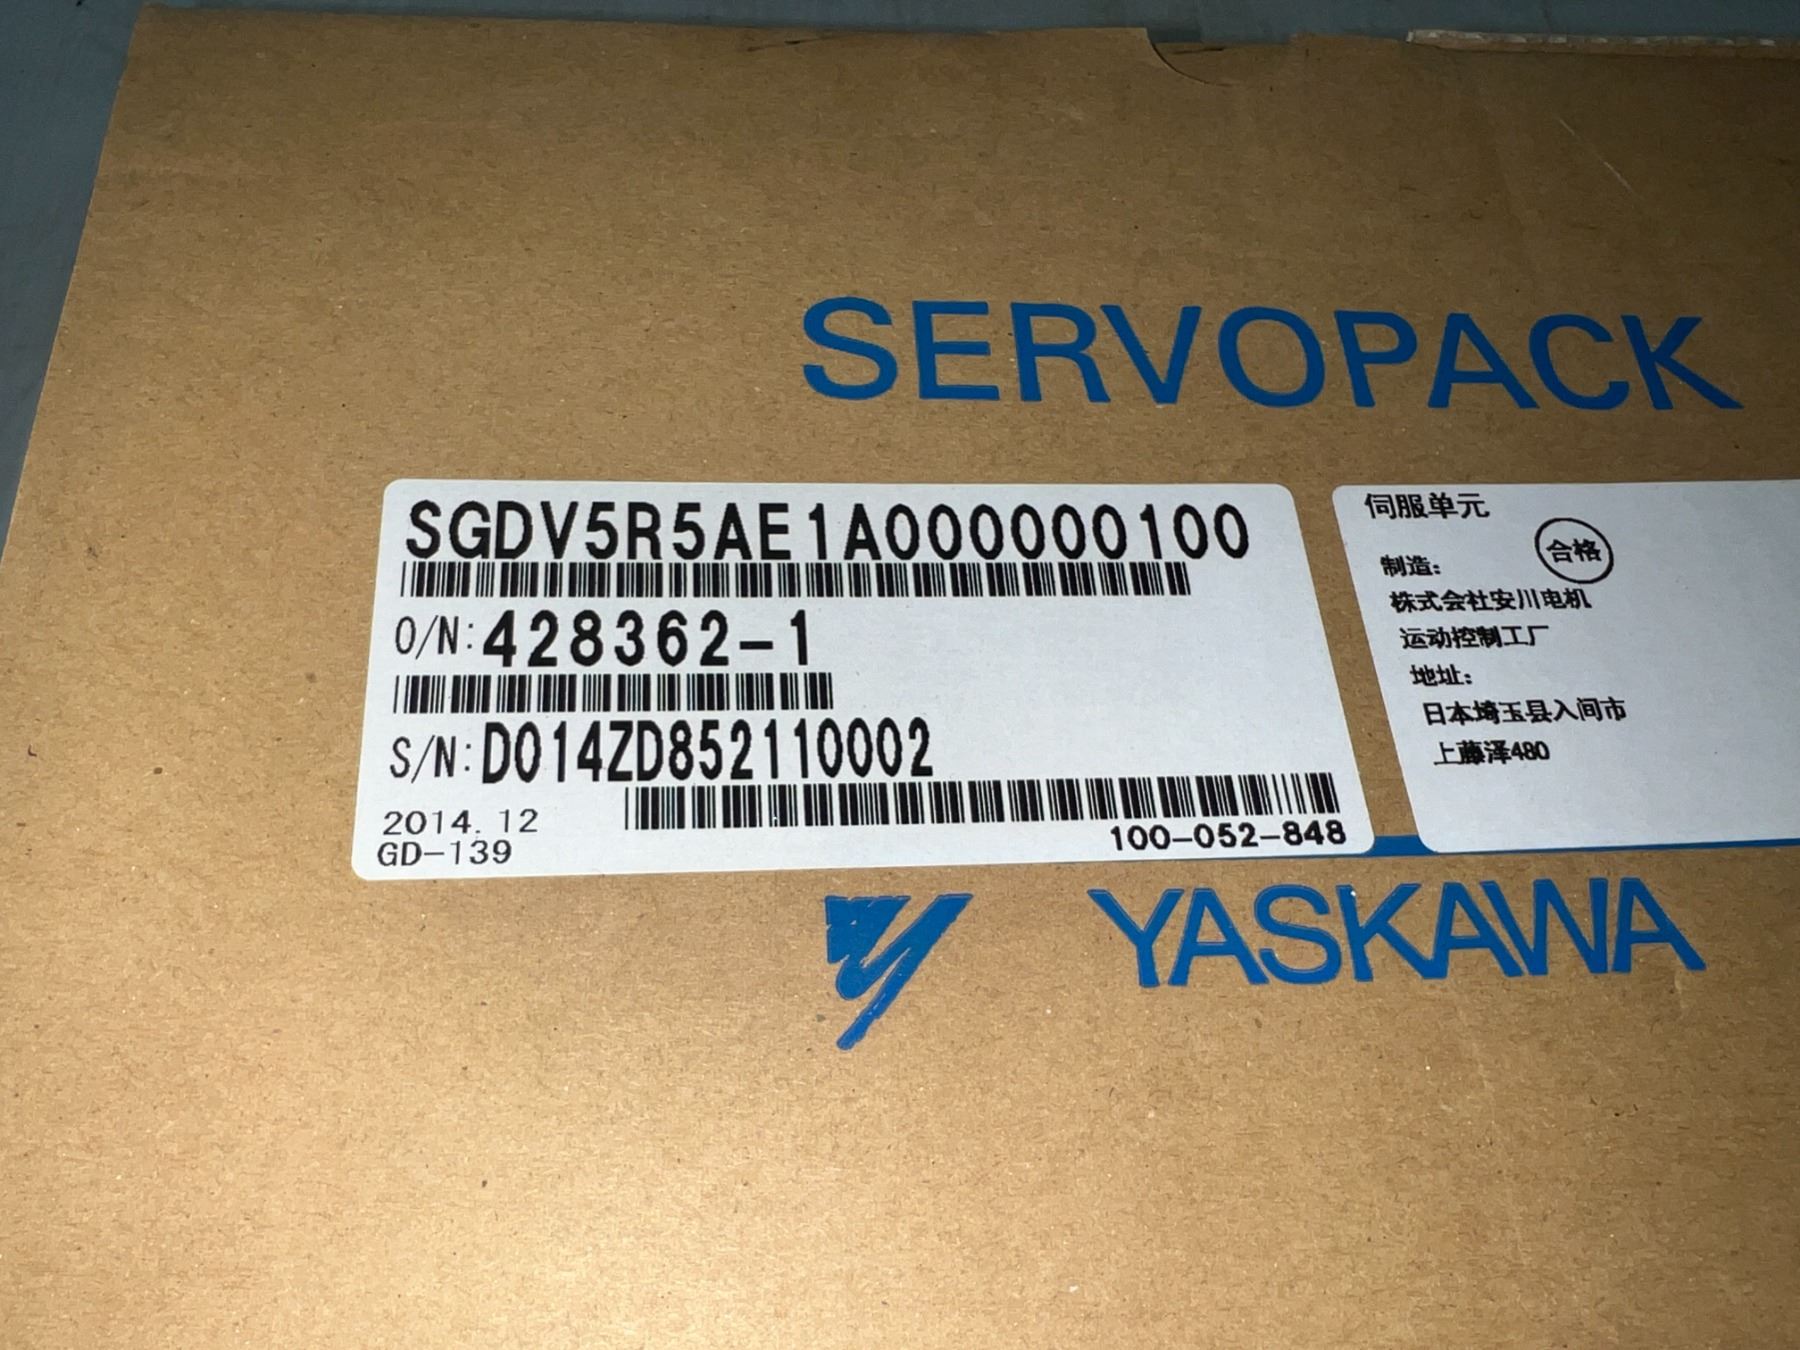 SERVOPACK
SGDV5R5AE1A000000100
O/N:428362-1
S/N:D014ZD852110002
2014.12
GD-139
100-052-848
伺服单元
合格
制造:
株式会社安川电机
运动控制工厂
地址:
日本埼玉县入间市
上藤泽480
YASKAWA